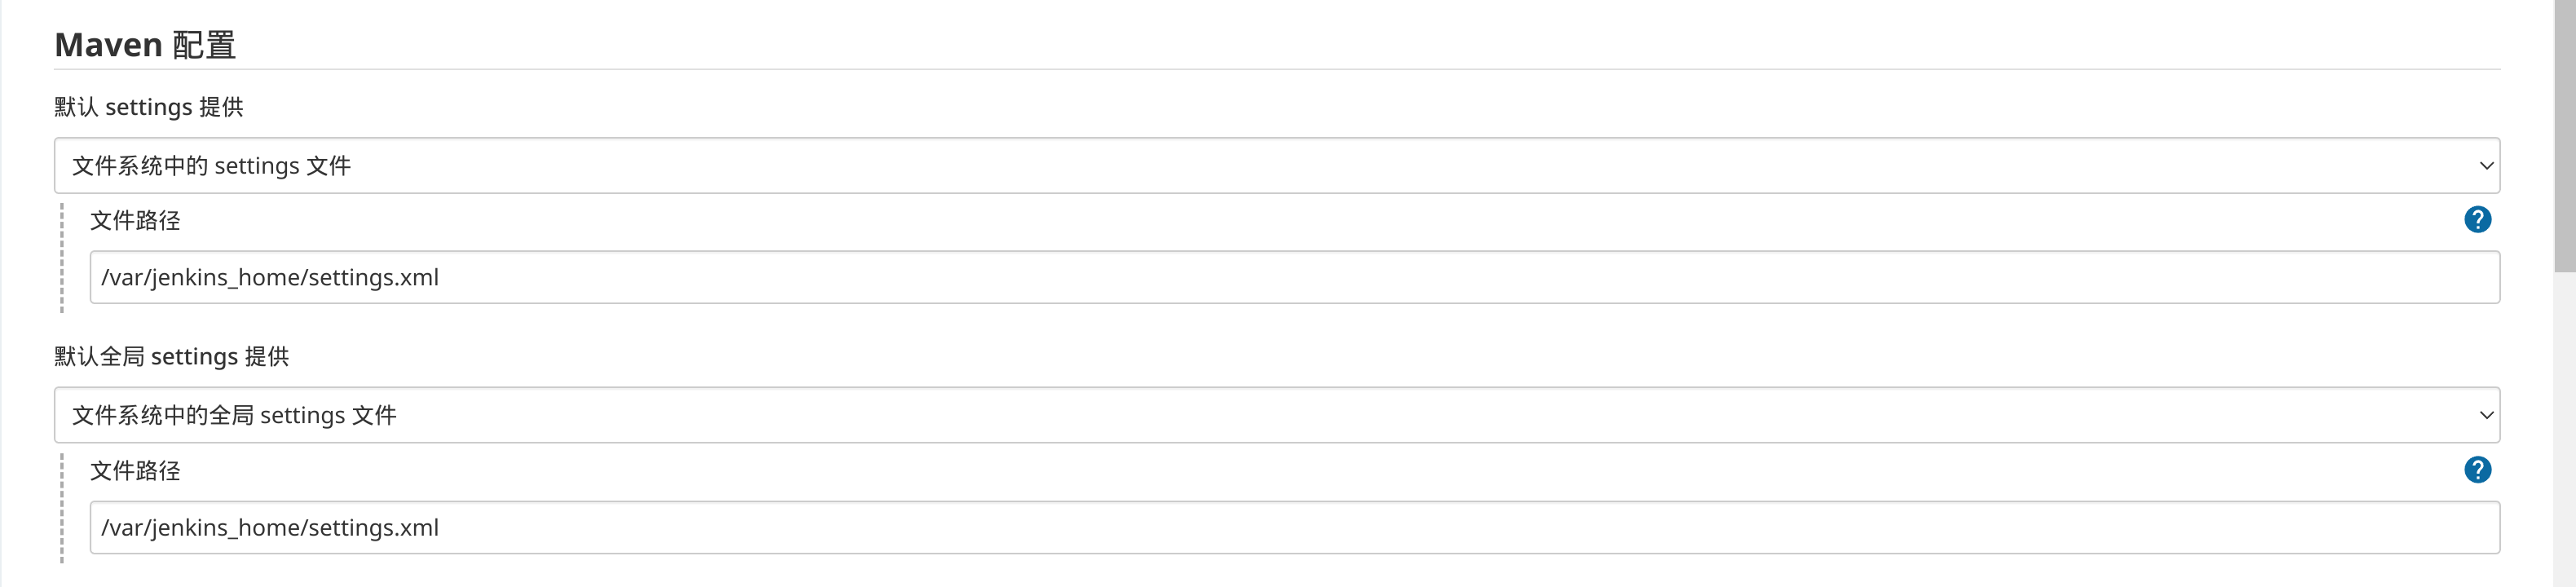 Maven 配置
默认 settings 提供
文件系统中的 settings 文件
文件路径
?
/var/jenkins_home/settings.xml
默认全局 settings 提供
文件系统中的全局 settings 文件
文件路径
?
/var/jenkins_home/settings.xml